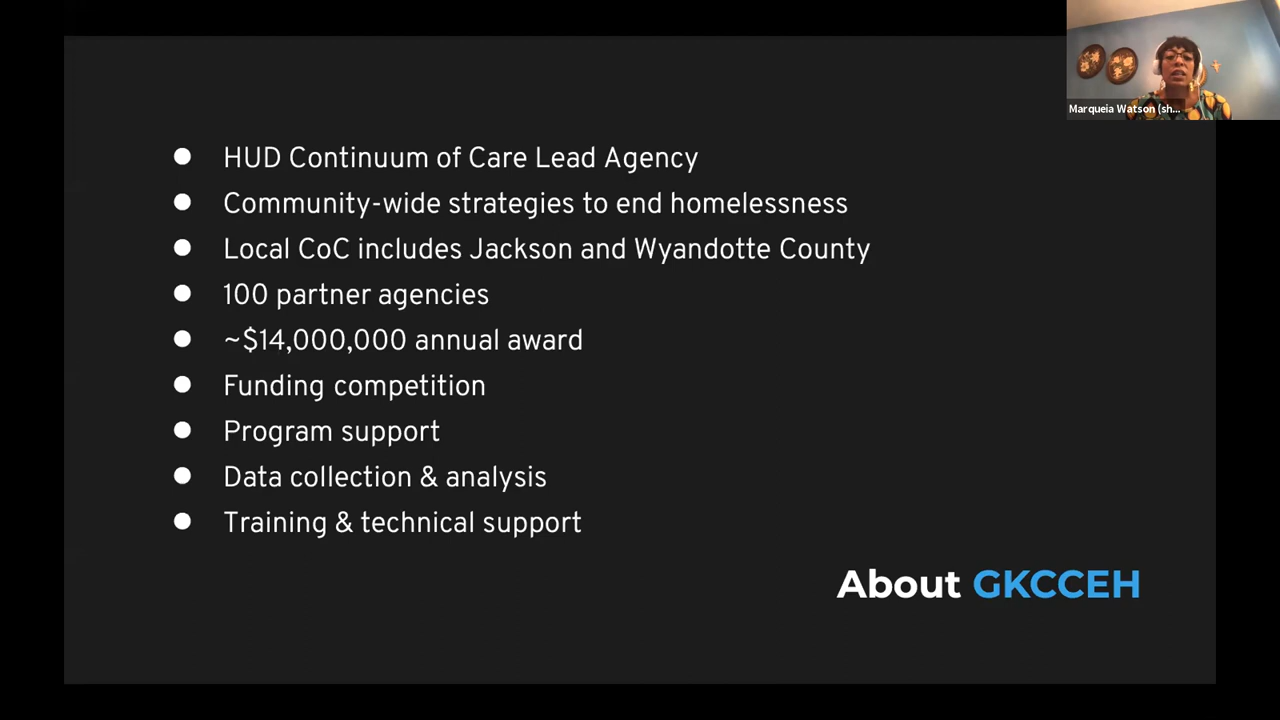 Marqueia Watson (sh...
HUD Continuum of Care Lead Agency
Community-wide strategies to end homelessness
Local CoC includes Jackson and Wyandotte County
100 partner agencies
~$14,000,000 annual award
Funding competition
Program support
Data collection & analysis
Training & technical support
About GKCCEH